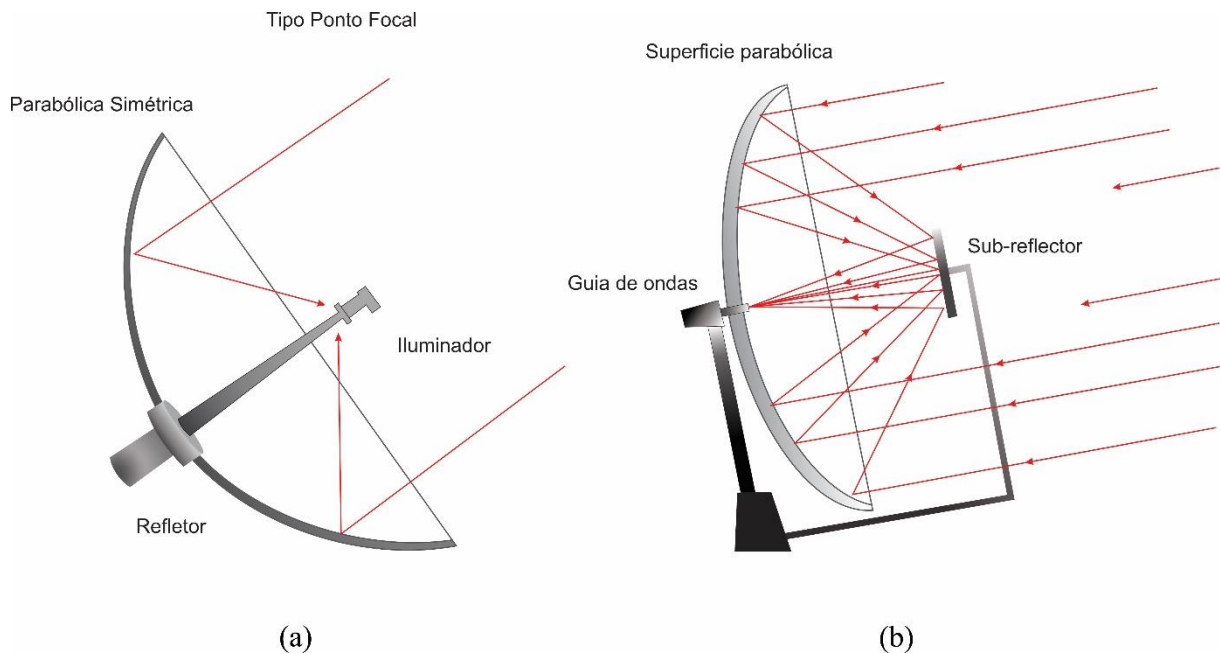 Tipo Ponto Focal
Parabólica Simétrica
Iluminador
Refletor
(a)
Superficie parabólica
Sub-reflector
Guia de ondas
(b)